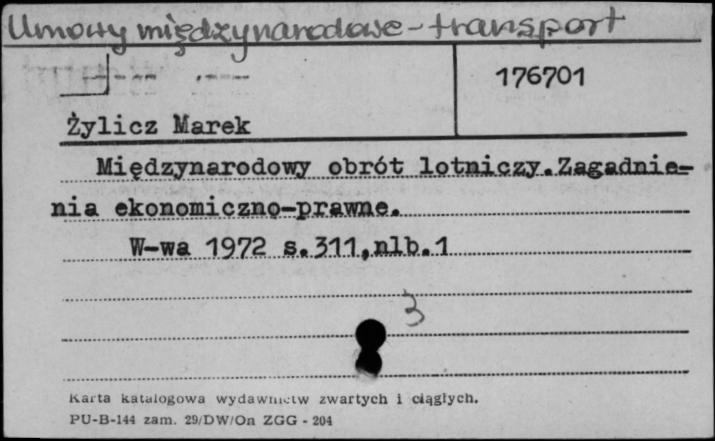 Umowy międzynarodowe - transport
176701
Żylicz Marek
Międzynarodowy obrót lotniczy.Zagadnie-
nia ekonomiczno-prawne.
W-wa 1972 s.311,nlb.1
3
Karta katalogowa wydawnictw zwartych i ciągłych.
PU-B-144 zam. 29/DW/On ZGG - 204